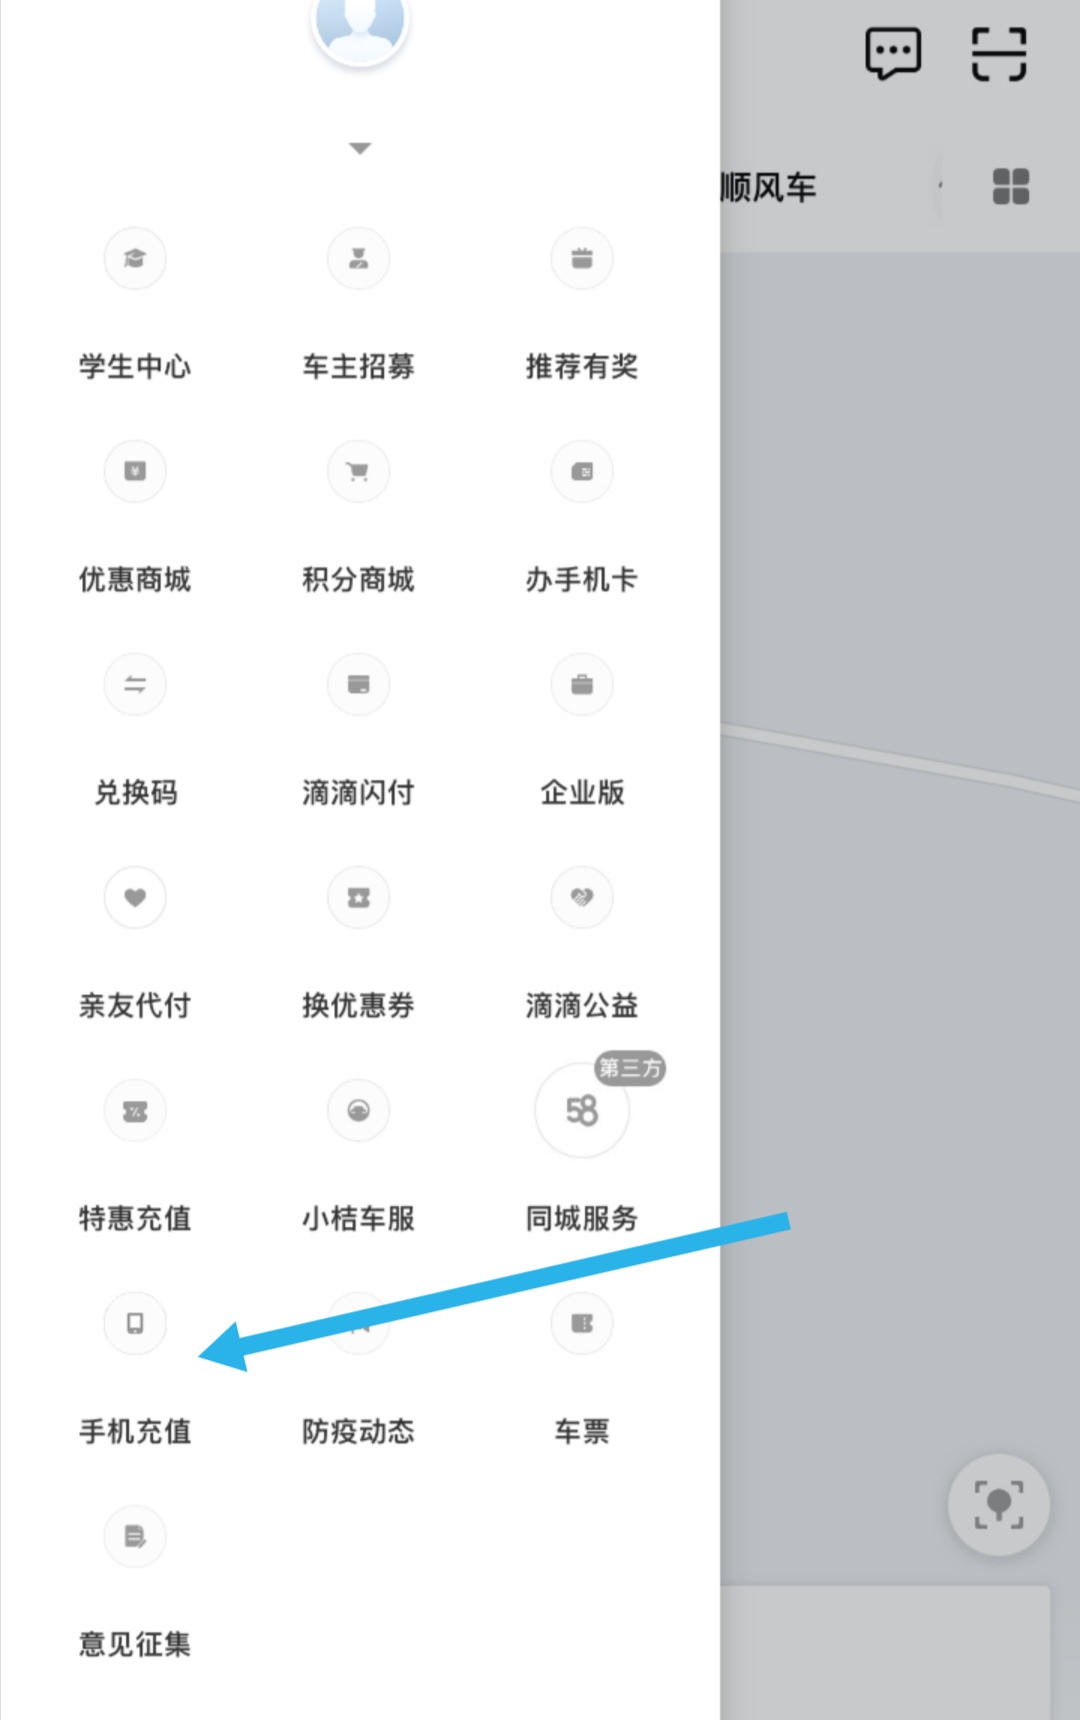 顺风车
学生中心 车主招募 推荐有奖
优惠商城 积分商城 办手机卡
兑换码 滴滴闪付 企业版
亲友代付 换优惠券 滴滴公益
第三方
58
特惠充值 小桔车服 同城服务
手机充值 防疫动态 车票
意见征集